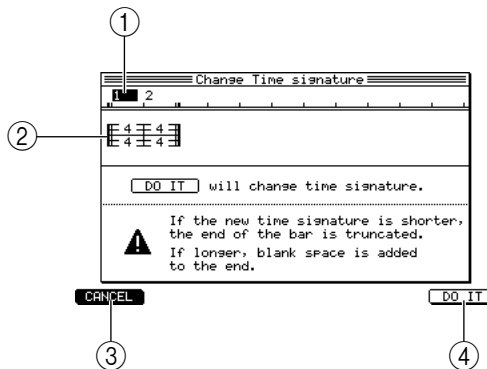 1
Change Time signature
1 2
2
4 4
4 4
DO IT will change time signature.
If the new time signature is shorter,
the end of the bar is truncated.
If longer, blank space is added
to the end.
CANCEL DO IT
3 4